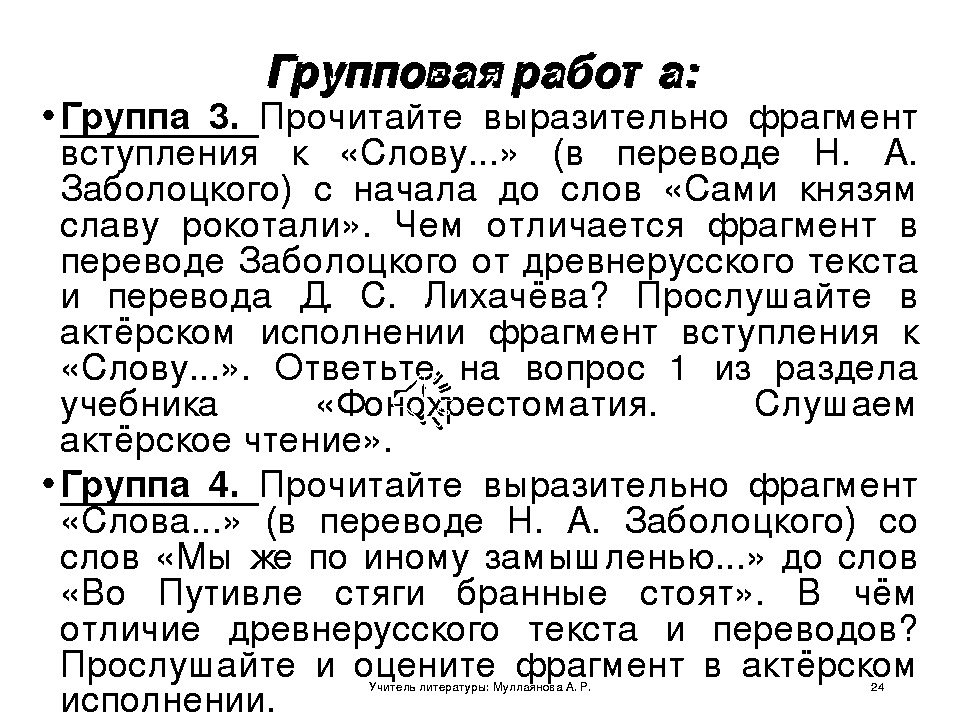 Групповая работа:
• Группа 3. Прочитайте выразительно фрагмент
вступления к «Слову...» (в переводе Н. А.
Заболоцкого) с начала до слов «Сами князям
славу рокотали». Чем отличается фрагмент в
переводе Заболоцкого от древнерусского текста
и перевода Д. С. Лихачёва? Прослушайте в
актёрском исполнении фрагмент вступления к
«Слову...». Ответьте на вопрос 1 из раздела
учебника «Фонохрестоматия. Слушаем
актёрское чтение».
• Группа 4. Прочитайте выразительно фрагмент
«Слова...» (в переводе Н. А. Заболоцкого) со
слов «Мы же по иному замышленью...» до слов
«Во Путивле стяги бранные стоят». В чём
отличие древнерусского текста и переводов?
Прослушайте и оцените фрагмент в актёрском
исполнении.
Учитель литературы: Муллаянова А. Р.
24